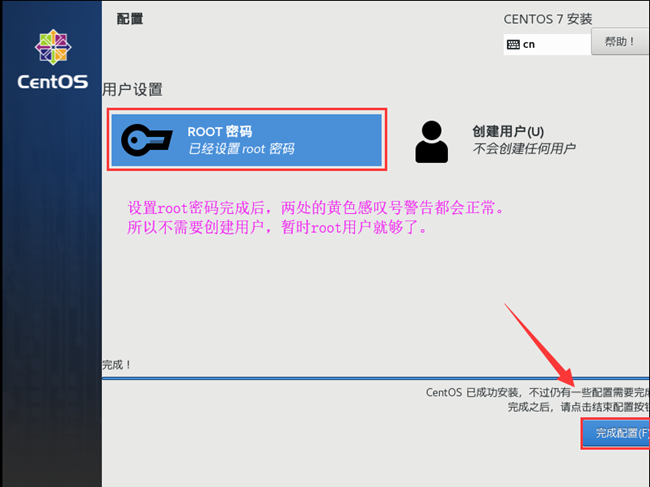 配置
CENTOS 7 安装
cn
帮助！
CentOS
用户设置
ROOT 密码
已经设置 root 密码
创建用户(U)
不会创建任何用户
设置root密码完成后，两处的黄色感叹号警告都会正常。
所以不需要创建用户，暂时root用户就够了。
完成！
CentOS 已成功安装，不过仍有一些配置需要完成
完成之后，请点击结束配置按钮
完成配置(F)